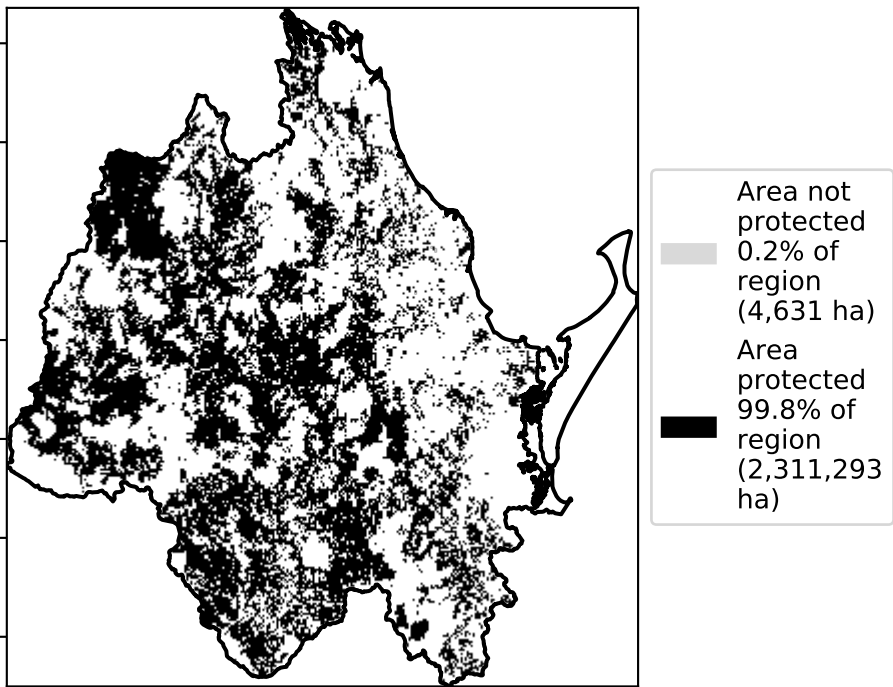 Area not
protected
0.2% of
region
(4,631 ha)
Area
protected
99.8% of
region
(2,311,293
ha)